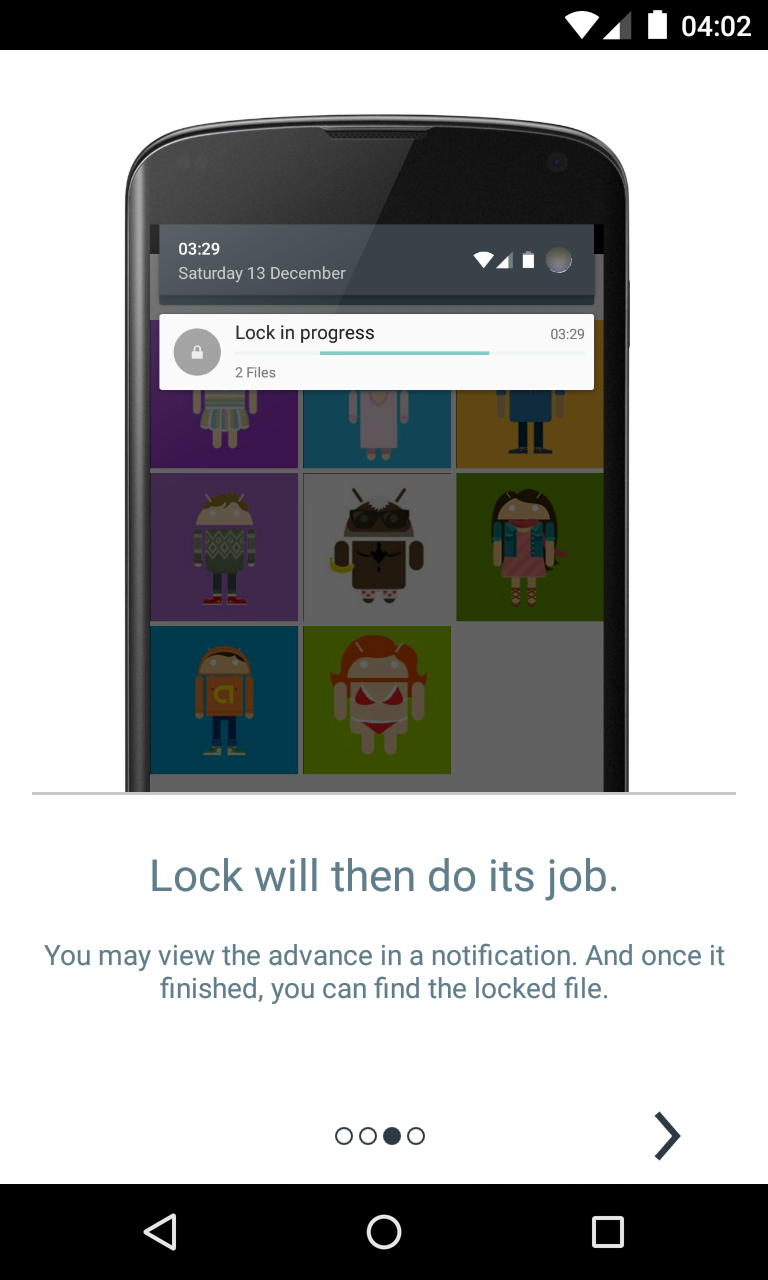 04:02
03:29
Saturday 13 December
Lock in progress
03:29
2 Files
a
Lock will then do its job.
You may view the advance in a notification. And once it
finished, you can find the locked file.